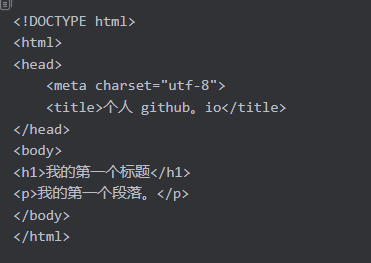 <!DOCTYPE html>
<html>
<head>
    <meta charset="utf-8">
    <title>个人 github。io</title>
</head>
<body>
<h1>我的第一个标题</h1>
<p>我的第一个段落。</p>
</body>
</html>